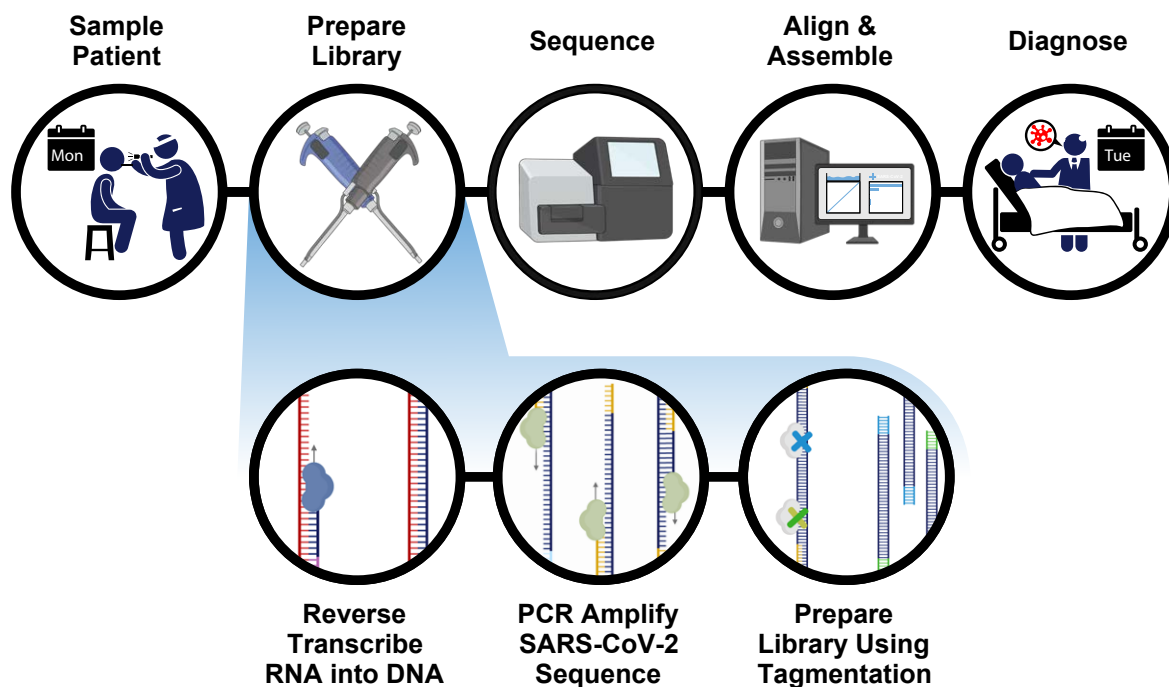 Sample
Patient
Prepare
Library
Sequence
Align &
Assemble
Diagnose
Mon
Tue
Reverse
Transcribe
RNA into DNA
PCR Amplify
SARS-CoV-2
Sequence
Prepare
Library Using
Tagmentation